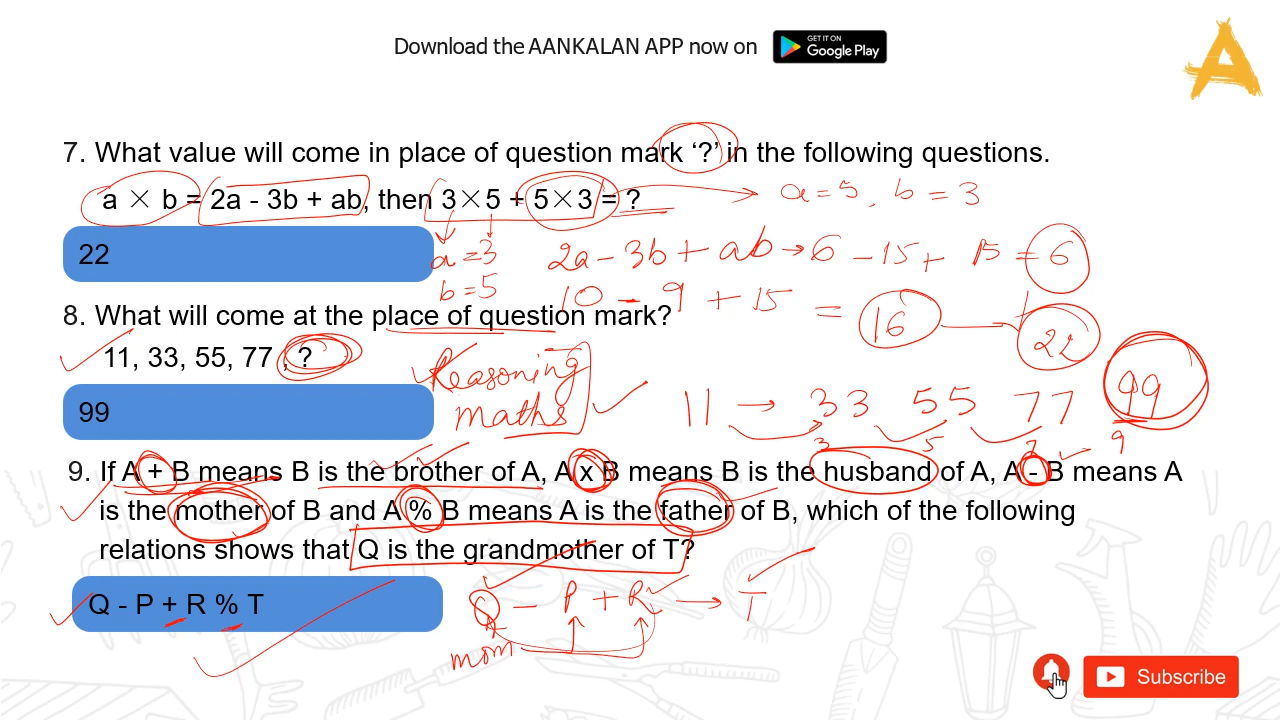 Download the AANKALAN APP now on GET IT ON Google Play
7. What value will come in place of question mark ‘?’ in the following questions.
a × b = 2a - 3b + ab, then 3×5 + 5×3 = ?
a = 5, b = 3
22
a = 3
b = 5
2a - 3b + ab → 6 - 15 + 15 = 6
10 - 9 + 15 = 16
22
8. What will come at the place of question mark?
11, 33, 55, 77 , ?
Reasoning
maths
99
11 → 33 55 77 99
3 5 7 9
9. If A + B means B is the brother of A, A x B means B is the husband of A, A - B means A
is the mother of B and A % B means A is the father of B, which of the following
relations shows that Q is the grandmother of T?
Q - P + R % T
Q - P + R → T
mom
Subscribe